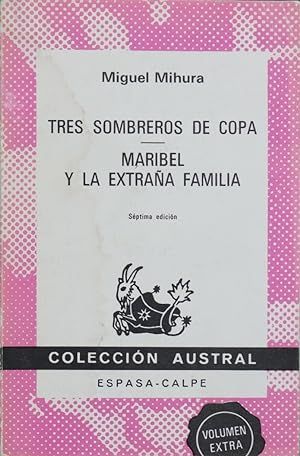 Miguel Mihura
TRES SOMBREROS DE COPA
MARIBEL
Y LA EXTRAÑA FAMILIA
Séptima edición
COLECCIÓN AUSTRAL
ESPASA-CALPE
VOLUMEN
EXTRA